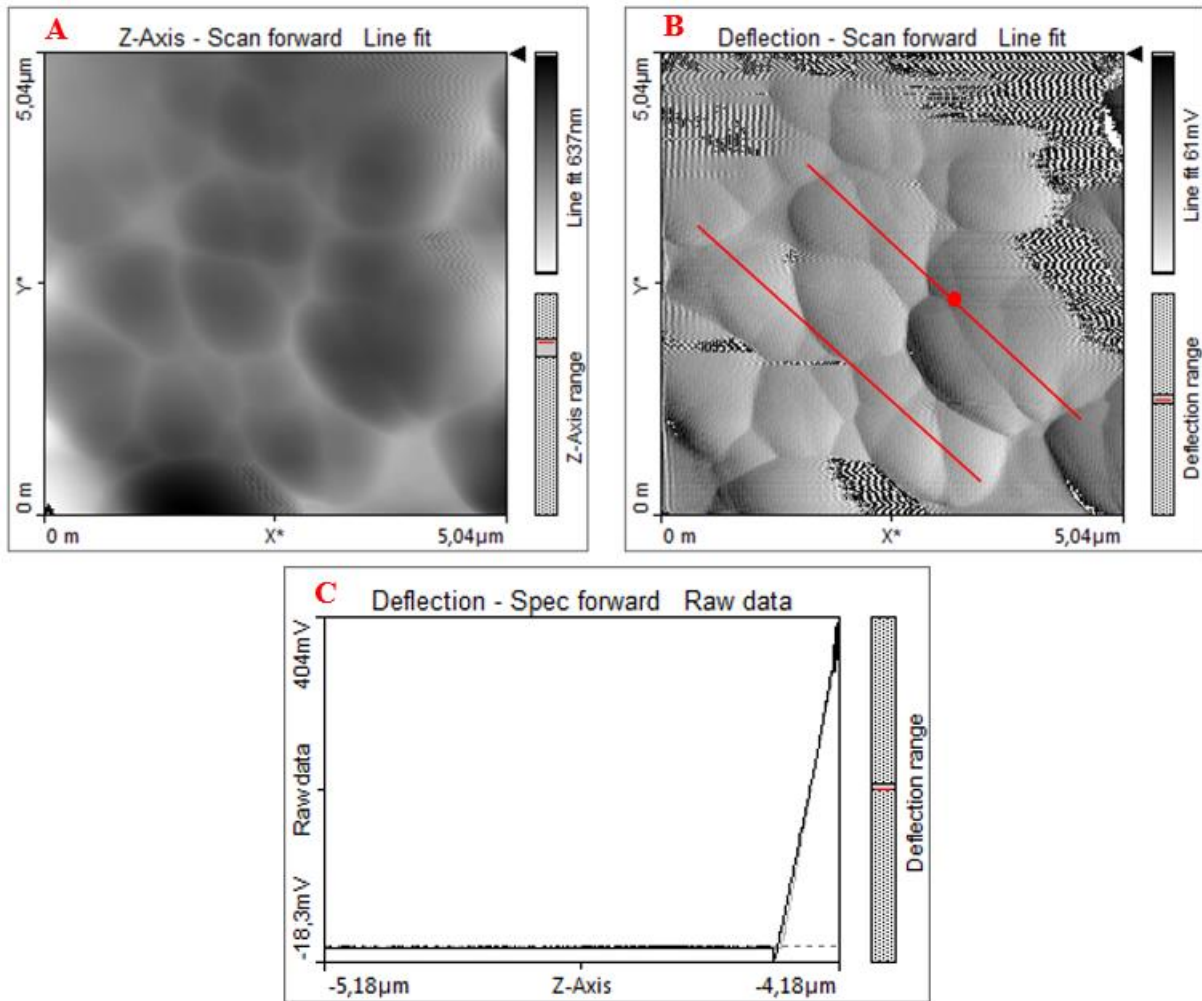 A
Z-Axis - Scan forward Line fit
5,04µm
Y*
0 m
0 m
X*
5,04µm
Line fit 637nm
Z-Axis range
B
Deflection - Scan forward Line fit
5,04µm
Y*
0 m
0 m
X*
5,04µm
Line fit 61mV
Deflection range
C
Deflection - Spec forward Raw data
404mV
Raw data
-18,3mV
-5,18µm
Z-Axis
-4,18µm
Deflection range